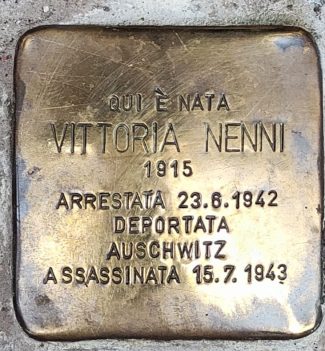 QUI È NATA
VITTORIA NENNI
1915
ARRESTATA 23.6.1942
DEPORTATA
AUSCHWITZ
ASSASSINATA 15.7.1943